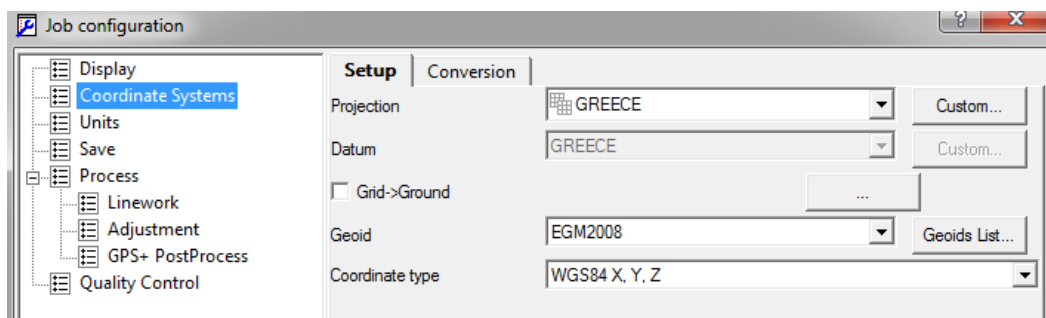 Job configuration
?
X
Display
Coordinate Systems
Units
Save
Process
Linework
Adjustment
GPS+ PostProcess
Quality Control
Setup
Conversion
Projection
GREECE
Custom...
Datum
GREECE
Custom...
Grid->Ground
...
Geoid
EGM2008
Geoids List...
Coordinate type
WGS84 X, Y, Z